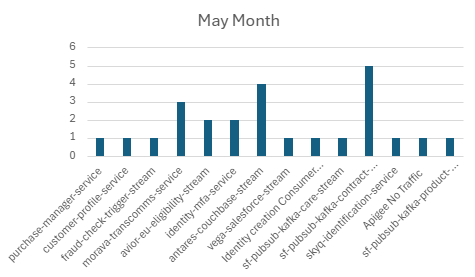 May Month
6
5
4
3
2
1
0
purchase-manager-service
customer-profile-service
fraud-check-trigger-stream
morava-transcomms-service
avior-eu-eligibility-stream
identity-mfa-service
antares-couchbase-stream
vega-salesforce-stream
Identity creation Consumer…
sf-pubsub-kafka-care-stream
sf-pubsub-kafka-contract-…
skyq-identification-service
Apigee No Traffic
sf-pubsub-kafka-product-…